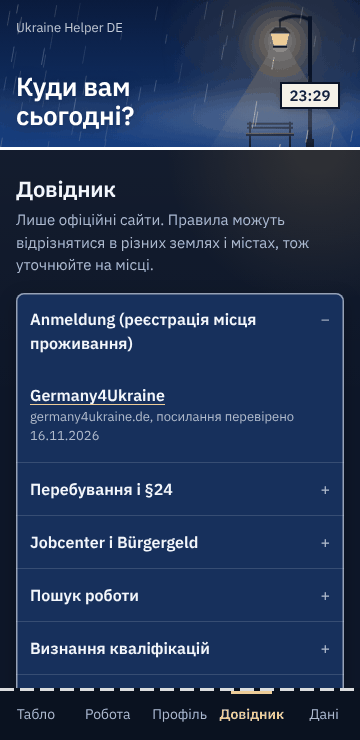 Ukraine Helper DE
Куди вам
сьогодні?
23:29
Довідник
Лише офіційні сайти. Правила можуть
відрізнятися в різних землях і містах, тож
уточнюйте на місці.
Anmeldung (реєстрація місця
проживання)
−
Germany4Ukraine
germany4ukraine.de, посилання перевірено
16.11.2026
Перебування і §24 +
Jobcenter і Bürgergeld +
Пошук роботи +
Визнання кваліфікацій +
Табло Робота Профіль Довідник Дані